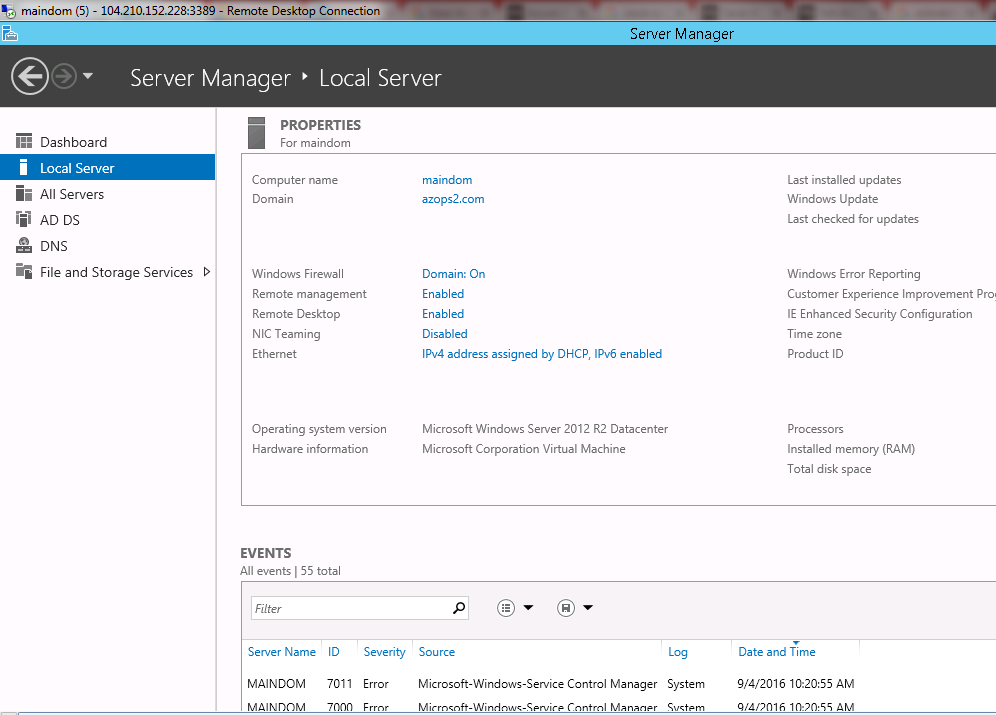 maindom (5) - 104.210.152.228:3389 - Remote Desktop Connection
Server Manager
Server Manager ‣ Local Server
Dashboard
Local Server
All Servers
AD DS
DNS
File and Storage Services
PROPERTIES
For maindom
Computer name maindom Last installed updates
Domain azops2.com Windows Update
Last checked for updates
Windows Firewall Domain: On Windows Error Reporting
Remote management Enabled Customer Experience Improvement Prog
Remote Desktop Enabled IE Enhanced Security Configuration
NIC Teaming Disabled Time zone
Ethernet IPv4 address assigned by DHCP, IPv6 enabled Product ID
Operating system version Microsoft Windows Server 2012 R2 Datacenter Processors
Hardware information Microsoft Corporation Virtual Machine Installed memory (RAM)
Total disk space
EVENTS
All events | 55 total
Filter
Server Name ID Severity Source Log Date and Time
MAINDOM 7011 Error Microsoft-Windows-Service Control Manager System 9/4/2016 10:20:55 AM
MAINDOM 7000 Error Microsoft-Windows-Service Control Manager System 9/4/2016 10:20:55 AM